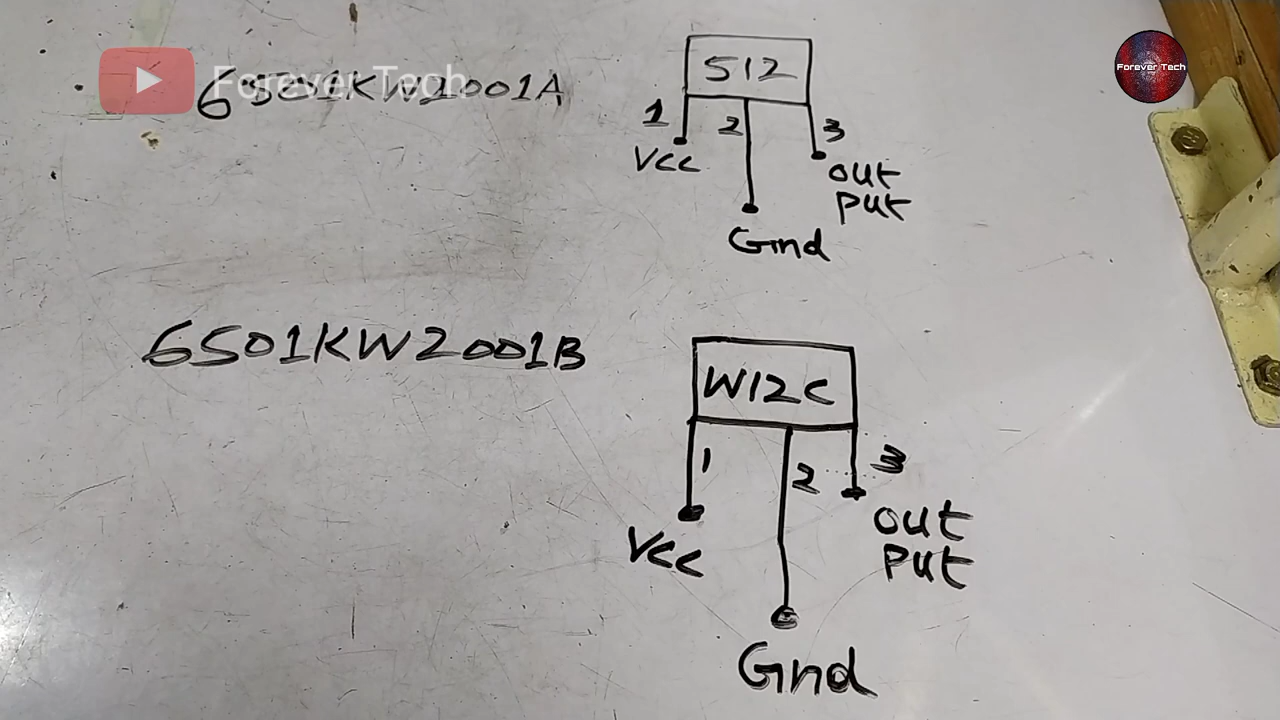 Forever Tech
6501KW2001A
512
1
2
3
Vcc
out
put
Gnd
Forever Tech
6501KW2001B
W12C
1
2
3
Vcc
out
put
Gnd